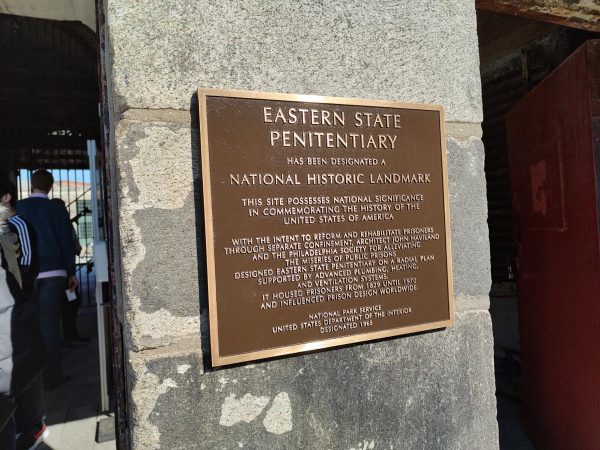 EASTERN STATE
PENITENTIARY
HAS BEEN DESIGNATED A
NATIONAL HISTORIC LANDMARK
THIS SITE POSSESSES NATIONAL SIGNIFICANCE
IN COMMEMORATING THE HISTORY OF THE
UNITED STATES OF AMERICA
WITH THE INTENT TO REFORM AND REHABILITATE PRISONERS
THROUGH SEPARATE CONFINEMENT, ARCHITECT JOHN HAVILAND
AND THE PHILADELPHIA SOCIETY FOR ALLEVIATING
THE MISERIES OF PUBLIC PRISONS
DESIGNED EASTERN STATE PENITENTIARY ON A RADIAL PLAN
SUPPORTED BY ADVANCED PLUMBING, HEATING,
AND VENTILATION SYSTEMS.
IT HOUSED PRISONERS FROM 1829 UNTIL 1970
AND INFLUENCED PRISON DESIGN WORLDWIDE.
NATIONAL PARK SERVICE
UNITED STATES DEPARTMENT OF THE INTERIOR
DESIGNATED 1965